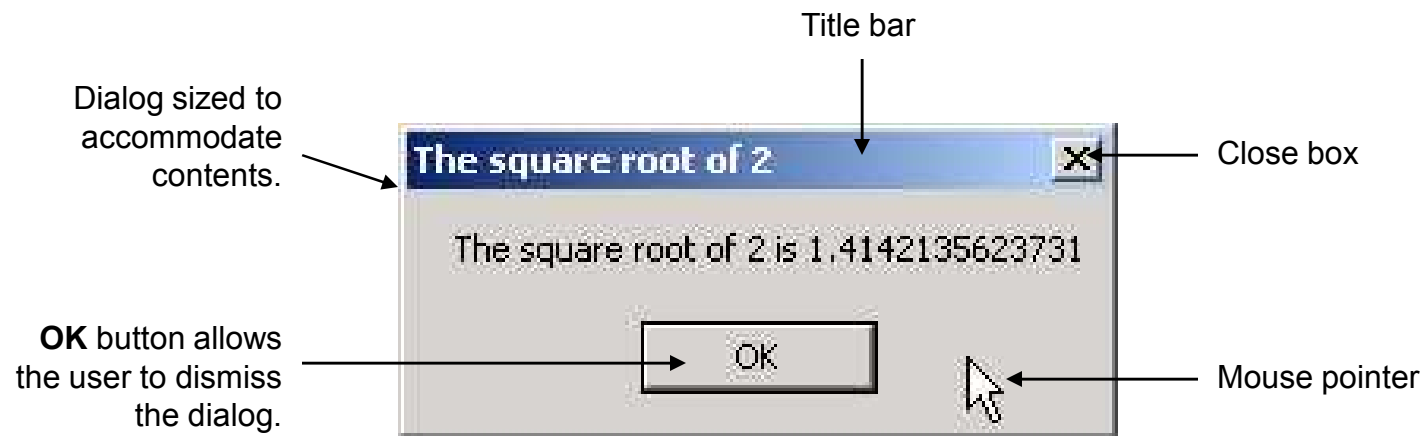 Title bar
Dialog sized to
accommodate
contents.
The square root of 2
Close box
The square root of 2 is 1.4142135623731
OK button allows
the user to dismiss
the dialog.
OK
Mouse pointer